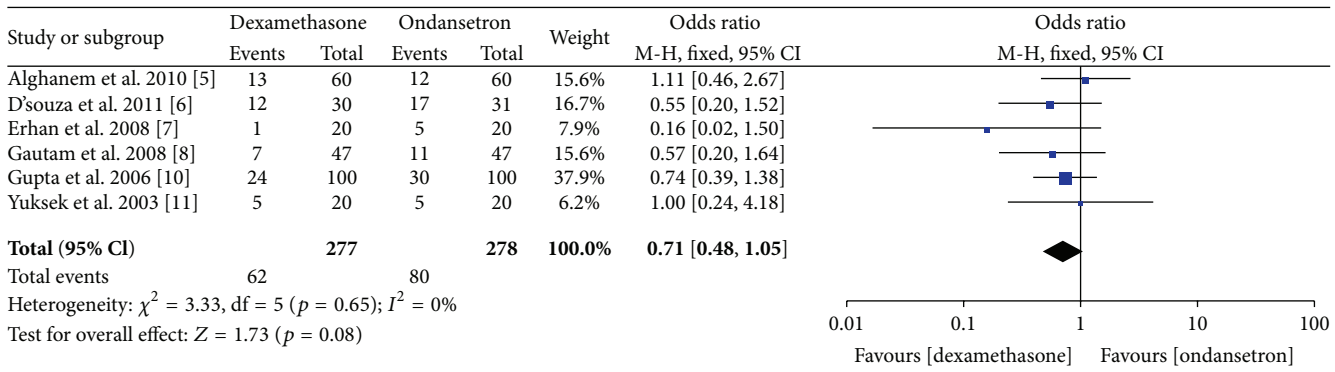 Study or subgroup Dexamethasone Ondansetron Weight Odds ratio Odds ratio
Events Total Events Total M-H, fixed, 95% CI M-H, fixed, 95% CI
Alghanem et al. 2010 [5] 13 60 12 60 15.6% 1.11 [0.46, 2.67]
D'souza et al. 2011 [6] 12 30 17 31 16.7% 0.55 [0.20, 1.52]
Erhan et al. 2008 [7] 1 20 5 20 7.9% 0.16 [0.02, 1.50]
Gautam et al. 2008 [8] 7 47 11 47 15.6% 0.57 [0.20, 1.64]
Gupta et al. 2006 [10] 24 100 30 100 37.9% 0.74 [0.39, 1.38]
Yuksek et al. 2003 [11] 5 20 5 20 6.2% 1.00 [0.24, 4.18]
Total (95% Cl) 277 278 100.0% 0.71 [0.48, 1.05]
Total events 62 80
Heterogeneity: χ² = 3.33, df = 5 (p = 0.65); I² = 0%
Test for overall effect: Z = 1.73 (p = 0.08)
0.01 0.1 1 10 100
Favours [dexamethasone] Favours [ondansetron]